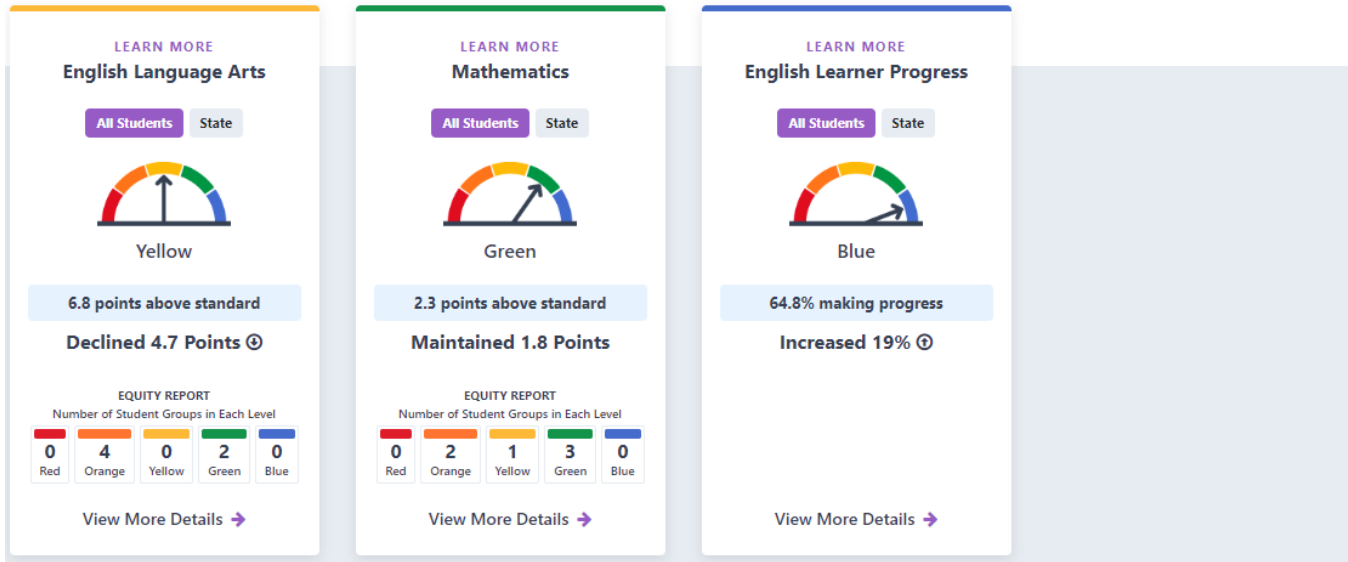 LEARN MORE
English Language Arts
All Students State
Yellow
6.8 points above standard
Declined 4.7 Points
EQUITY REPORT
Number of Student Groups in Each Level
0 4 0 2 0
Red Orange Yellow Green Blue
View More Details
LEARN MORE
Mathematics
All Students State
Green
2.3 points above standard
Maintained 1.8 Points
EQUITY REPORT
Number of Student Groups in Each Level
0 2 1 3 0
Red Orange Yellow Green Blue
View More Details
LEARN MORE
English Learner Progress
All Students State
Blue
64.8% making progress
Increased 19%
View More Details